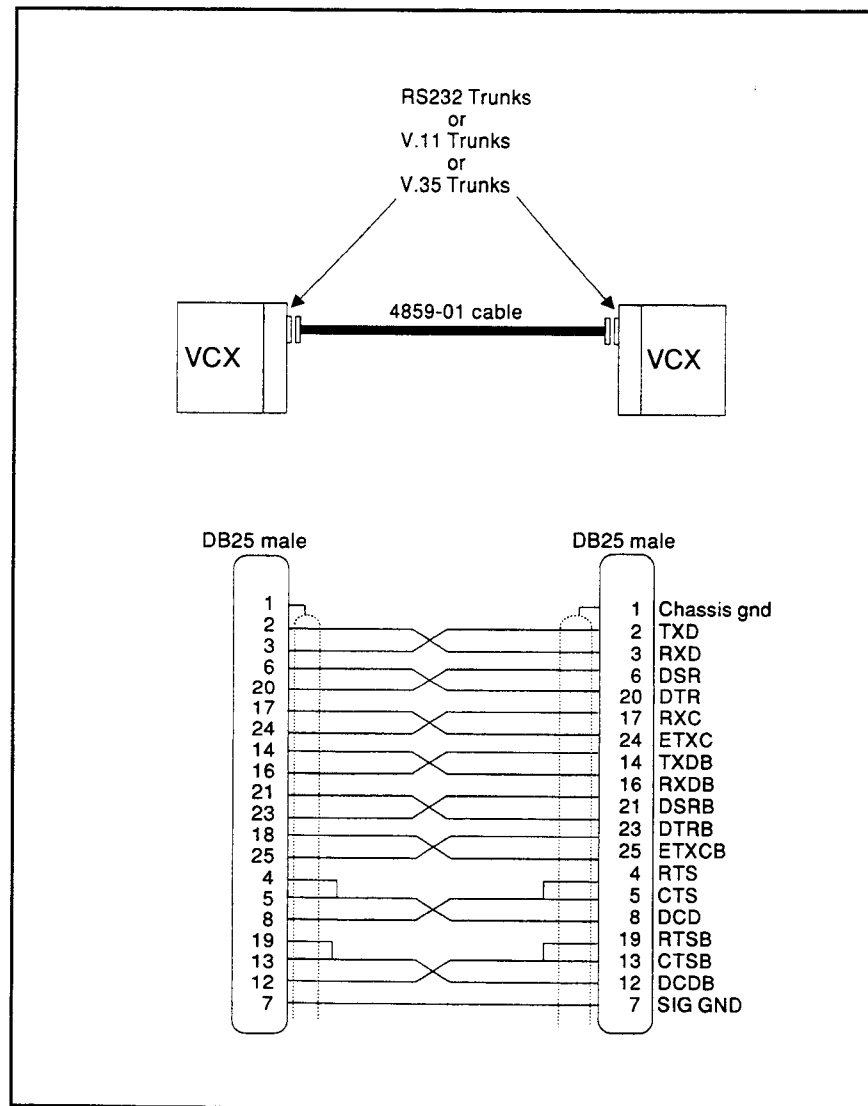 RS232 Trunks
or
V.11 Trunks
or
V.35 Trunks
4859-01 cable
VCX
VCX
DB25 male
DB25 male
1 1 Chassis gnd
2 2 TXD
3 3 RXD
6 6 DSR
20 20 DTR
17 17 RXC
24 24 ETXC
14 14 TXDB
16 16 RXDB
21 21 DSRB
23 23 DTRB
18
25 25 ETXCB
4 4 RTS
5 5 CTS
8 8 DCD
19 19 RTSB
13 13 CTSB
12 12 DCDB
7 7 SIG GND